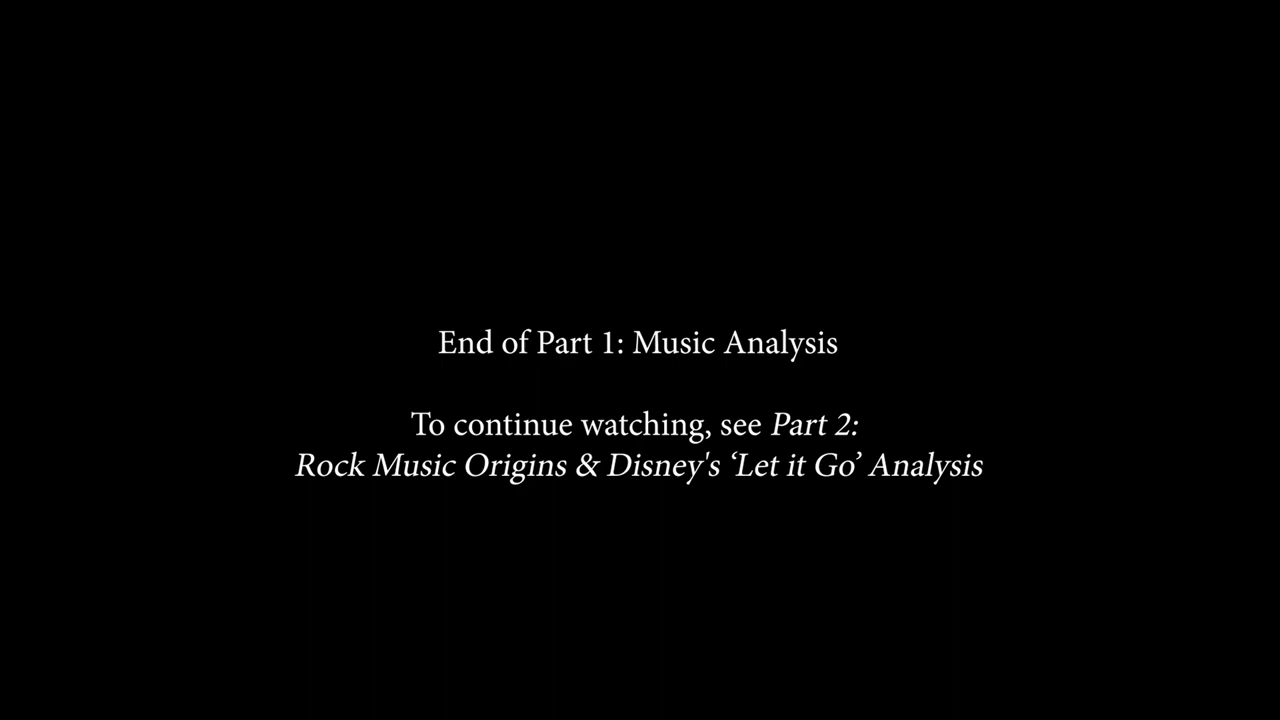 End of Part 1: Music Analysis
To continue watching, see Part 2:
Rock Music Origins & Disney's ‘Let it Go’ Analysis